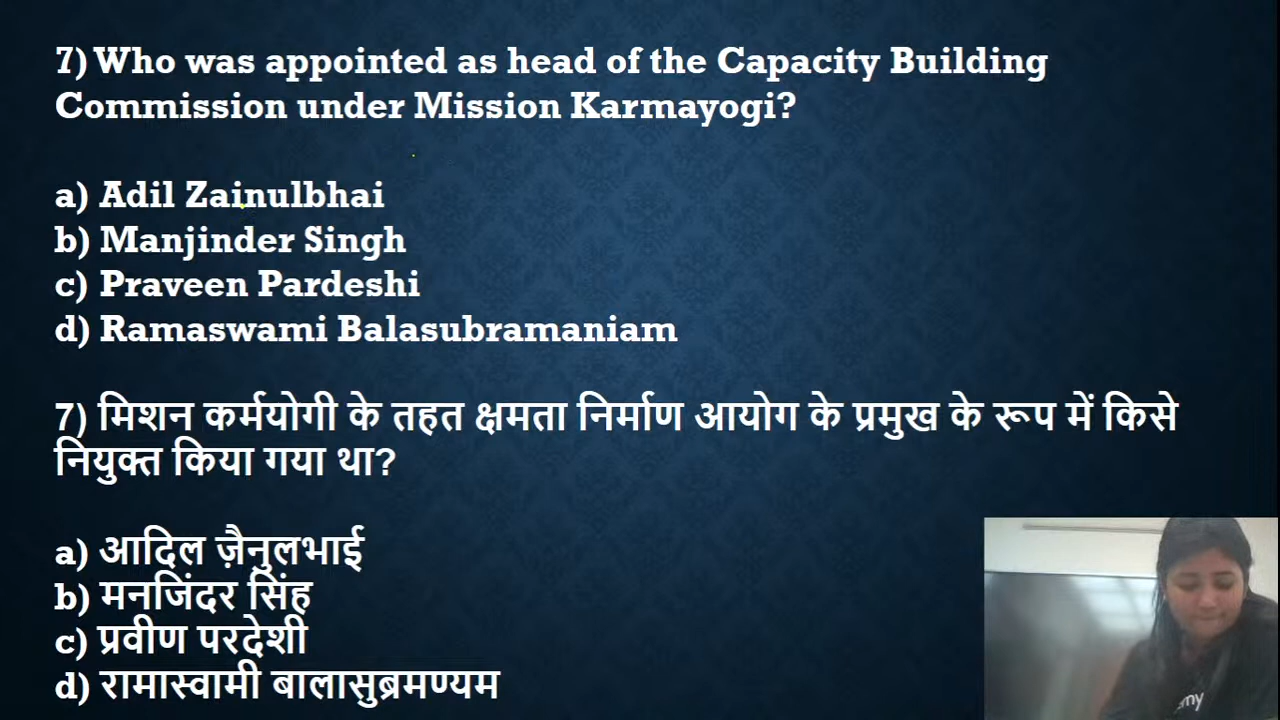 7) Who was appointed as head of the Capacity Building
Commission under Mission Karmayogi?
a) Adil Zainulbhai
b) Manjinder Singh
c) Praveen Pardeshi
d) Ramaswami Balasubramaniam
7) मिशन कर्मयोगी के तहत क्षमता निर्माण आयोग के प्रमुख के रूप में किसे
नियुक्त किया गया था?
a) आदिल ज़ैनुलभाई
b) मनजिंदर सिंह
c) प्रवीण परदेशी
d) रामास्वामी बालासुब्रमण्यम